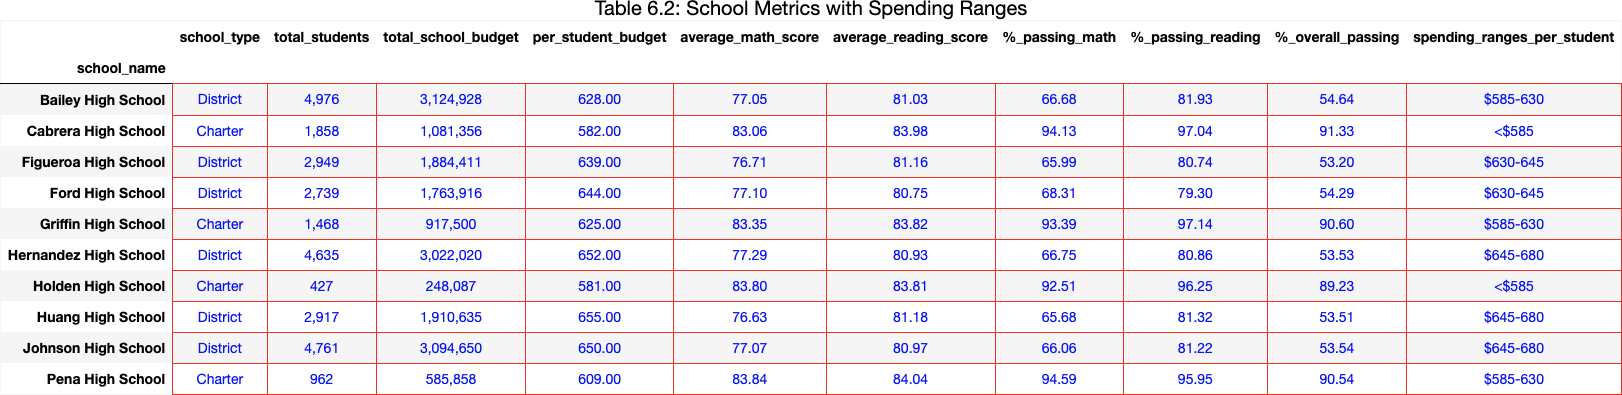 Table 6.2: School Metrics with Spending Ranges
school_type total_students total_school_budget per_student_budget average_math_score average_reading_score %_passing_math %_passing_reading %_overall_passing spending_ranges_per_student
school_name
Bailey High School District 4,976 3,124,928 628.00 77.05 81.03 66.68 81.93 54.64 $585-630
Cabrera High School Charter 1,858 1,081,356 582.00 83.06 83.98 94.13 97.04 91.33 <$585
Figueroa High School District 2,949 1,884,411 639.00 76.71 81.16 65.99 80.74 53.20 $630-645
Ford High School District 2,739 1,763,916 644.00 77.10 80.75 68.31 79.30 54.29 $630-645
Griffin High School Charter 1,468 917,500 625.00 83.35 83.82 93.39 97.14 90.60 $585-630
Hernandez High School District 4,635 3,022,020 652.00 77.29 80.93 66.75 80.86 53.53 $645-680
Holden High School Charter 427 248,087 581.00 83.80 83.81 92.51 96.25 89.23 <$585
Huang High School District 2,917 1,910,635 655.00 76.63 81.18 65.68 81.32 53.51 $645-680
Johnson High School District 4,761 3,094,650 650.00 77.07 80.97 66.06 81.22 53.54 $645-680
Pena High School Charter 962 585,858 609.00 83.84 84.04 94.59 95.95 90.54 $585-630